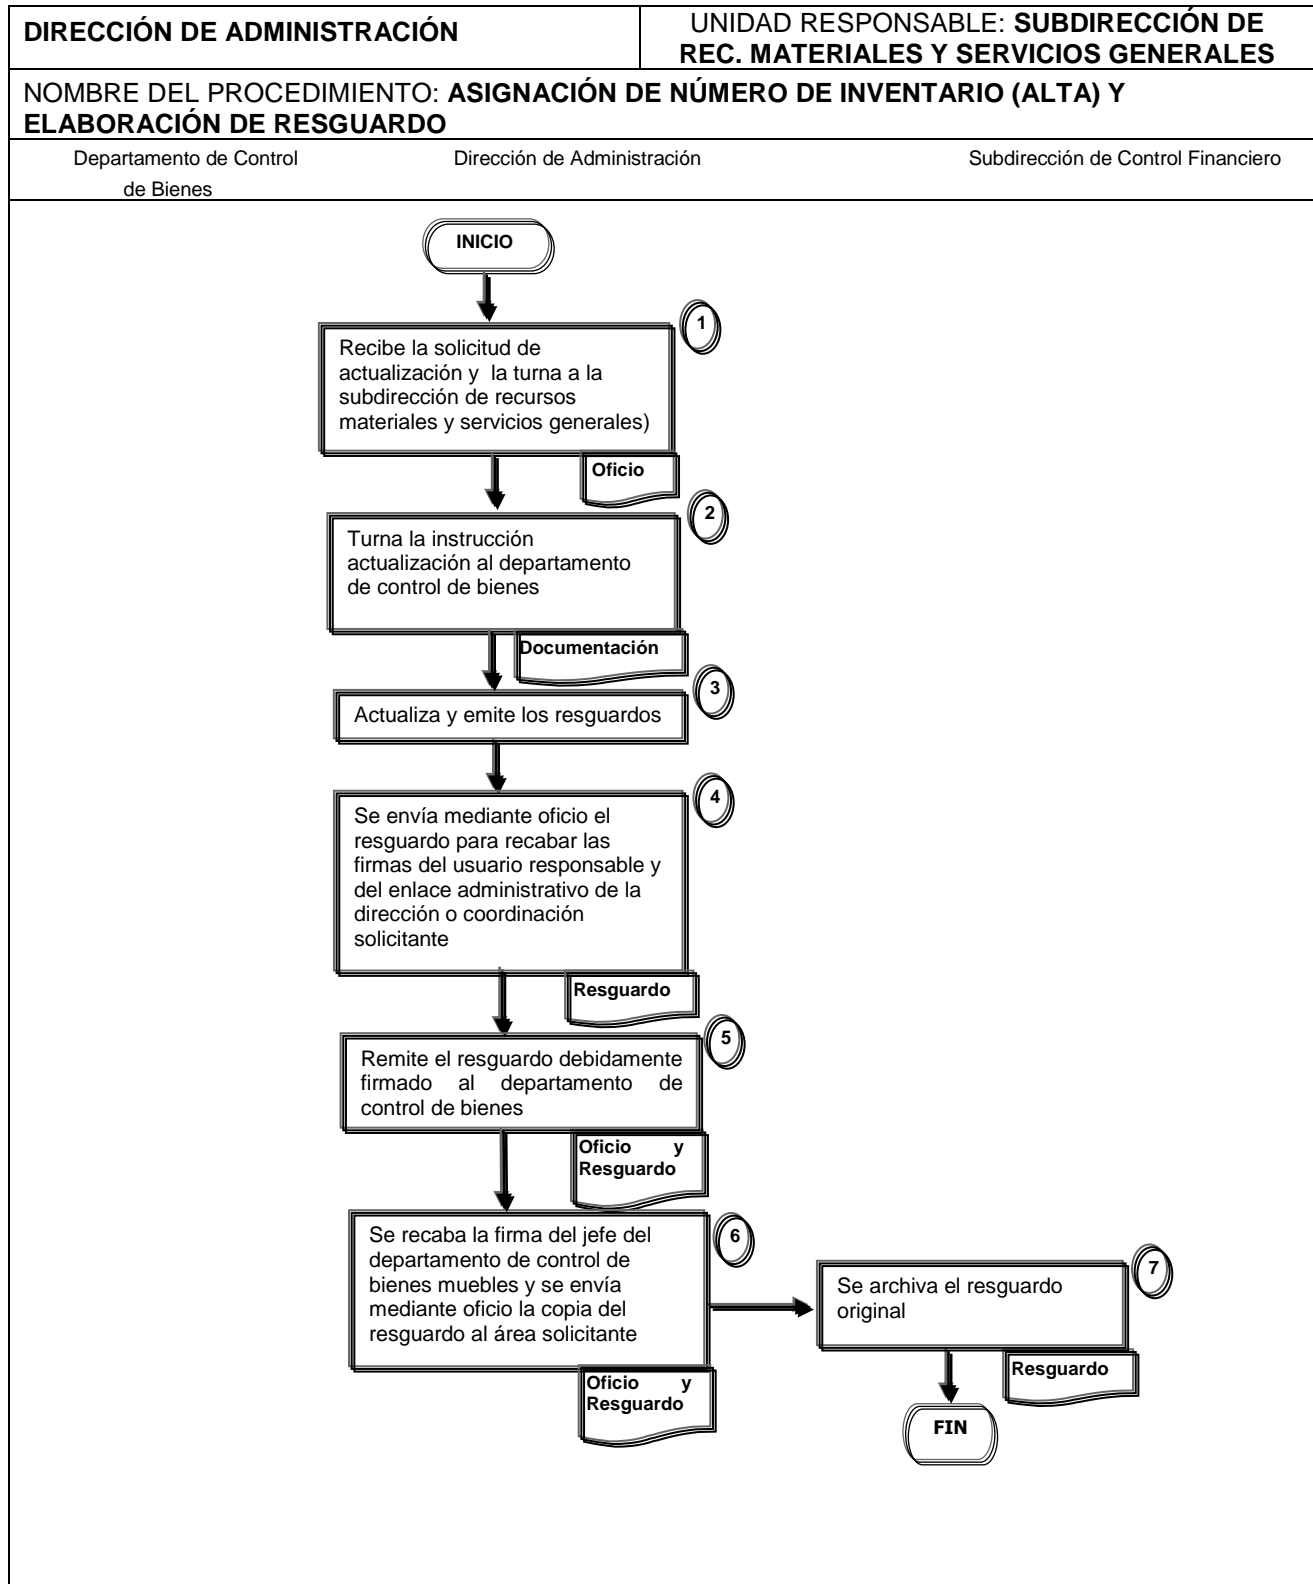 DIRECCIÓN DE ADMINISTRACIÓN
UNIDAD RESPONSABLE: SUBDIRECCIÓN DE
REC. MATERIALES Y SERVICIOS GENERALES
NOMBRE DEL PROCEDIMIENTO: ASIGNACIÓN DE NÚMERO DE INVENTARIO (ALTA) Y
ELABORACIÓN DE RESGUARDO
Departamento de Control
de Bienes
Dirección de Administración
Subdirección de Control Financiero
INICIO
1
Recibe la solicitud de
actualización y la turna a la
subdirección de recursos
materiales y servicios generales)
Oficio
2
Turna la instrucción
actualización al departamento
de control de bienes
Documentación
3
Actualiza y emite los resguardos
4
Se envía mediante oficio el
resguardo para recabar las
firmas del usuario responsable y
del enlace administrativo de la
dirección o coordinación
solicitante
Resguardo
5
Remite el resguardo debidamente
firmado al departamento de
control de bienes
Oficio y
Resguardo
6
Se recaba la firma del jefe del
departamento de control de
bienes muebles y se envía
mediante oficio la copia del
resguardo al área solicitante
Oficio y
Resguardo
7
Se archiva el resguardo
original
Resguardo
FIN